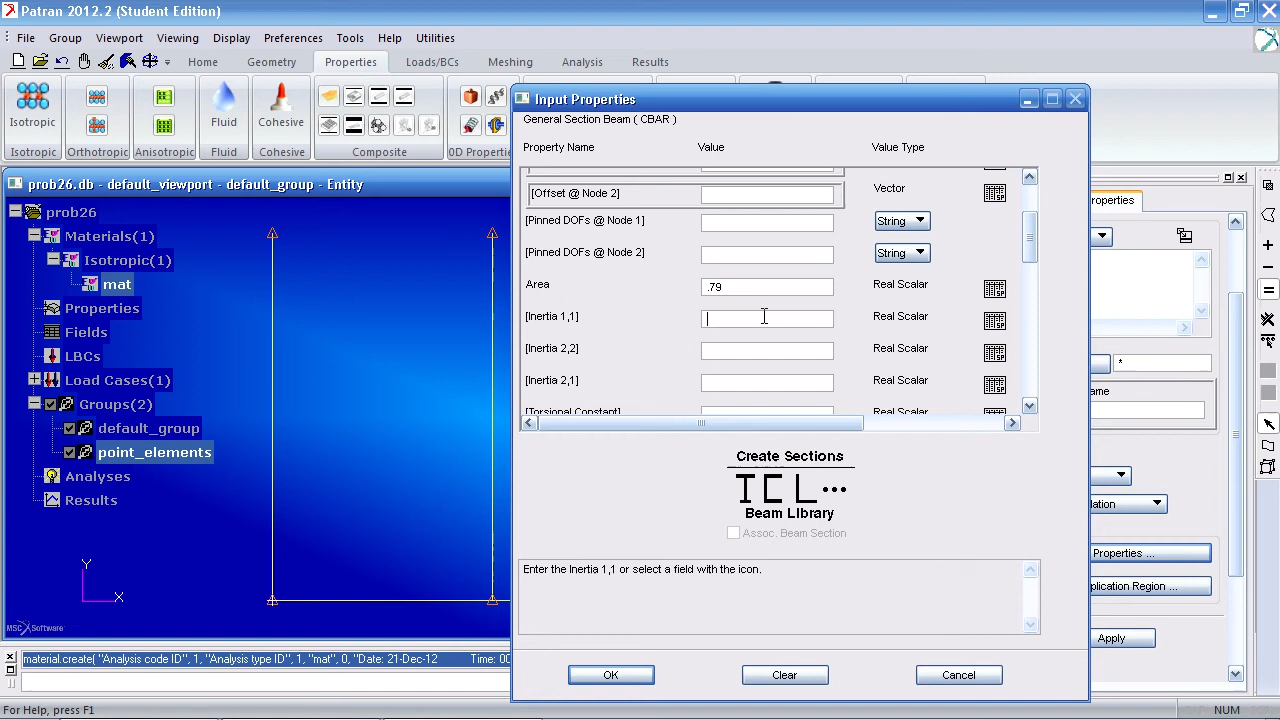 Patran 2012.2 (Student Edition)
File Group Viewport Viewing Display Preferences Tools Help Utilities
Home Geometry Properties Loads/BCs Meshing Analysis Results
Isotropic
Fluid
Cohesive
Isotropic Orthotropic Anisotropic Fluid Cohesive Composite 0D Properti
prob26.db - default_viewport - default_group - Entity
prob26
Materials(1)
Isotropic(1)
mat
Properties
Fields
LBCs
Load Cases(1)
Groups(2)
default_group
point_elements
Analyses
Results
Y
X
MSC Software
Input Properties
General Section Beam ( CBAR )
Property Name Value Value Type
[Offset @ Node 2] Vector
[Pinned DOFs @ Node 1] String
[Pinned DOFs @ Node 2] String
Area .79 Real Scalar
[Inertia 1,1] Real Scalar
[Inertia 2,2] Real Scalar
[Inertia 2,1] Real Scalar
[Torsional Constant] Real Scalar
Create Sections
Beam Library
Assoc. Beam Section
Enter the Inertia 1,1 or select a field with the icon.
OK Clear Cancel
roperties
*
ame
lation
Properties ...
plication Region ...
Apply
material.create( "Analysis code ID", 1, "Analysis type ID", 1, "mat", 0, "Date: 21-Dec-12 Time: 00
For Help, press F1
NUM